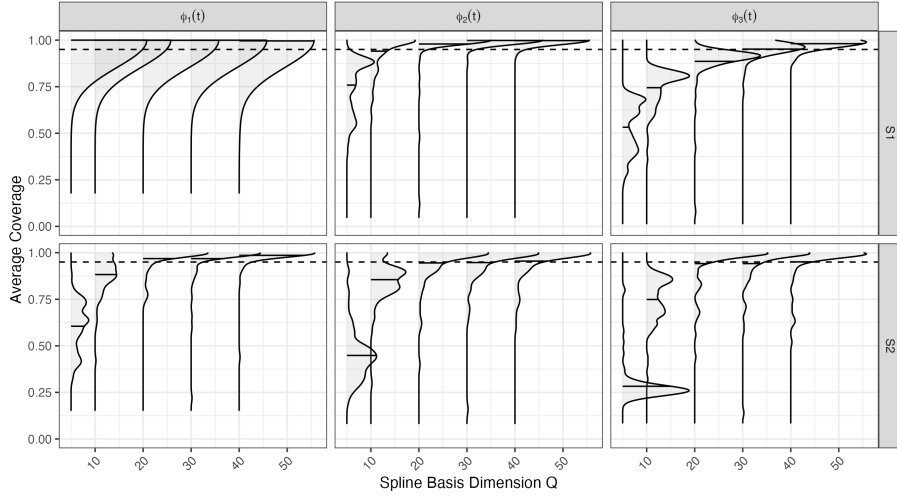 ϕ₁(t) ϕ₂(t) ϕ₃(t)
1.00
0.75
0.50
0.25
0.00
S1
Average Coverage
1.00
0.75
0.50
0.25
0.00
S2
10 20 30 40 50 10 20 30 40 50 10 20 30 40 50
Spline Basis Dimension Q